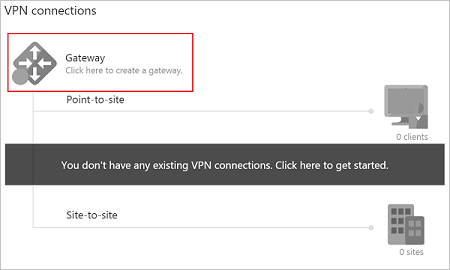 VPN connections
Gateway
Click here to create a gateway.
Point-to-site
0 clients
You don't have any existing VPN connections. Click here to get started.
Site-to-site
0 sites